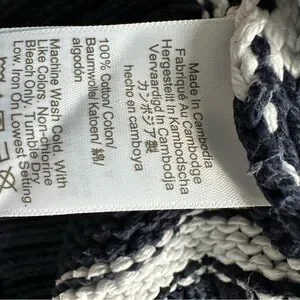 Made In Cambodia
Fabriqué Au Cambodge
Hergestellt In Kambodscha
Vervaardigd In Cambodja
カンボジア製
hecho en camboya
100% Cotton/ Coton/
Baumwolle Katoen/ 綿/
algodón
Machine Wash Cold. With
Like Colors. Non-chlorine
Bleach Only. Tumble Dry
Low, Iron On Lowest Setting.